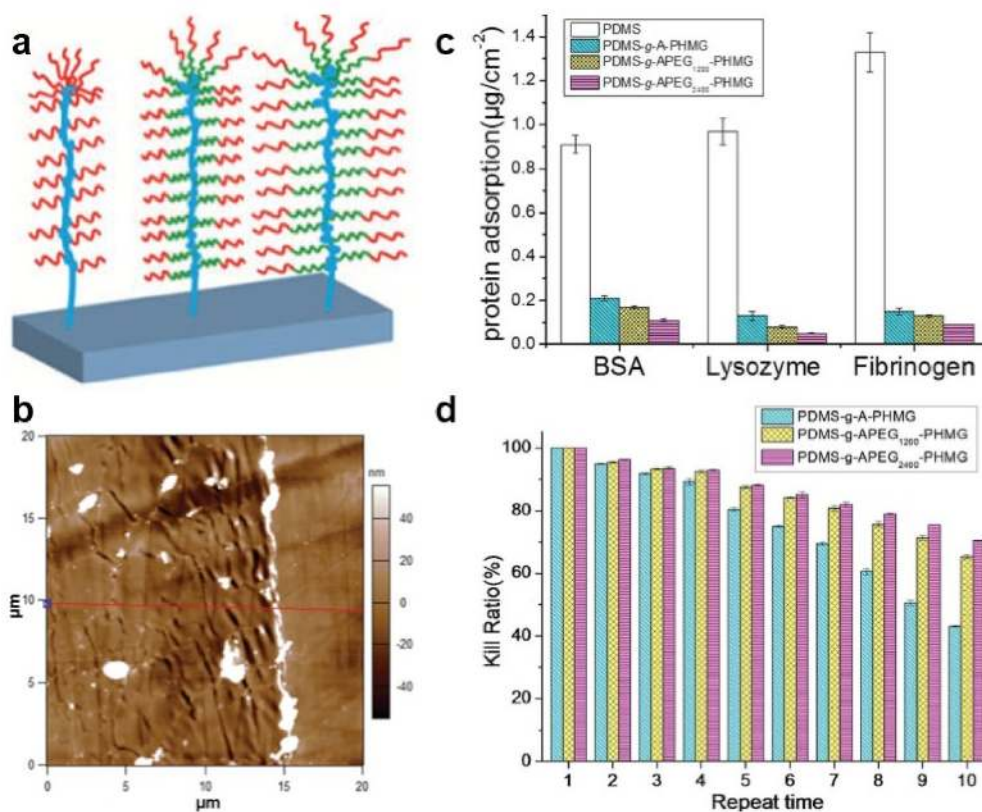 a
b
20
15
10
5
0
μm
0
5
10
15
20
μm
nm
40
20
0
-20
-40
c
PDMS
PDMS-g-A-PHMG
PDMS-g-APEG1200-PHMG
PDMS-g-APEG2400-PHMG
protein adsorption(μg/cm-2)
1.4
1.2
1.0
0.8
0.6
0.4
0.2
0.0
BSA Lysozyme Fibrinogen
d
PDMS-g-A-PHMG
PDMS-g-APEG1200-PHMG
PDMS-g-APEG2400-PHMG
Kill Ratio(%)
100
80
60
40
20
0
1 2 3 4 5 6 7 8 9 10
Repeat time